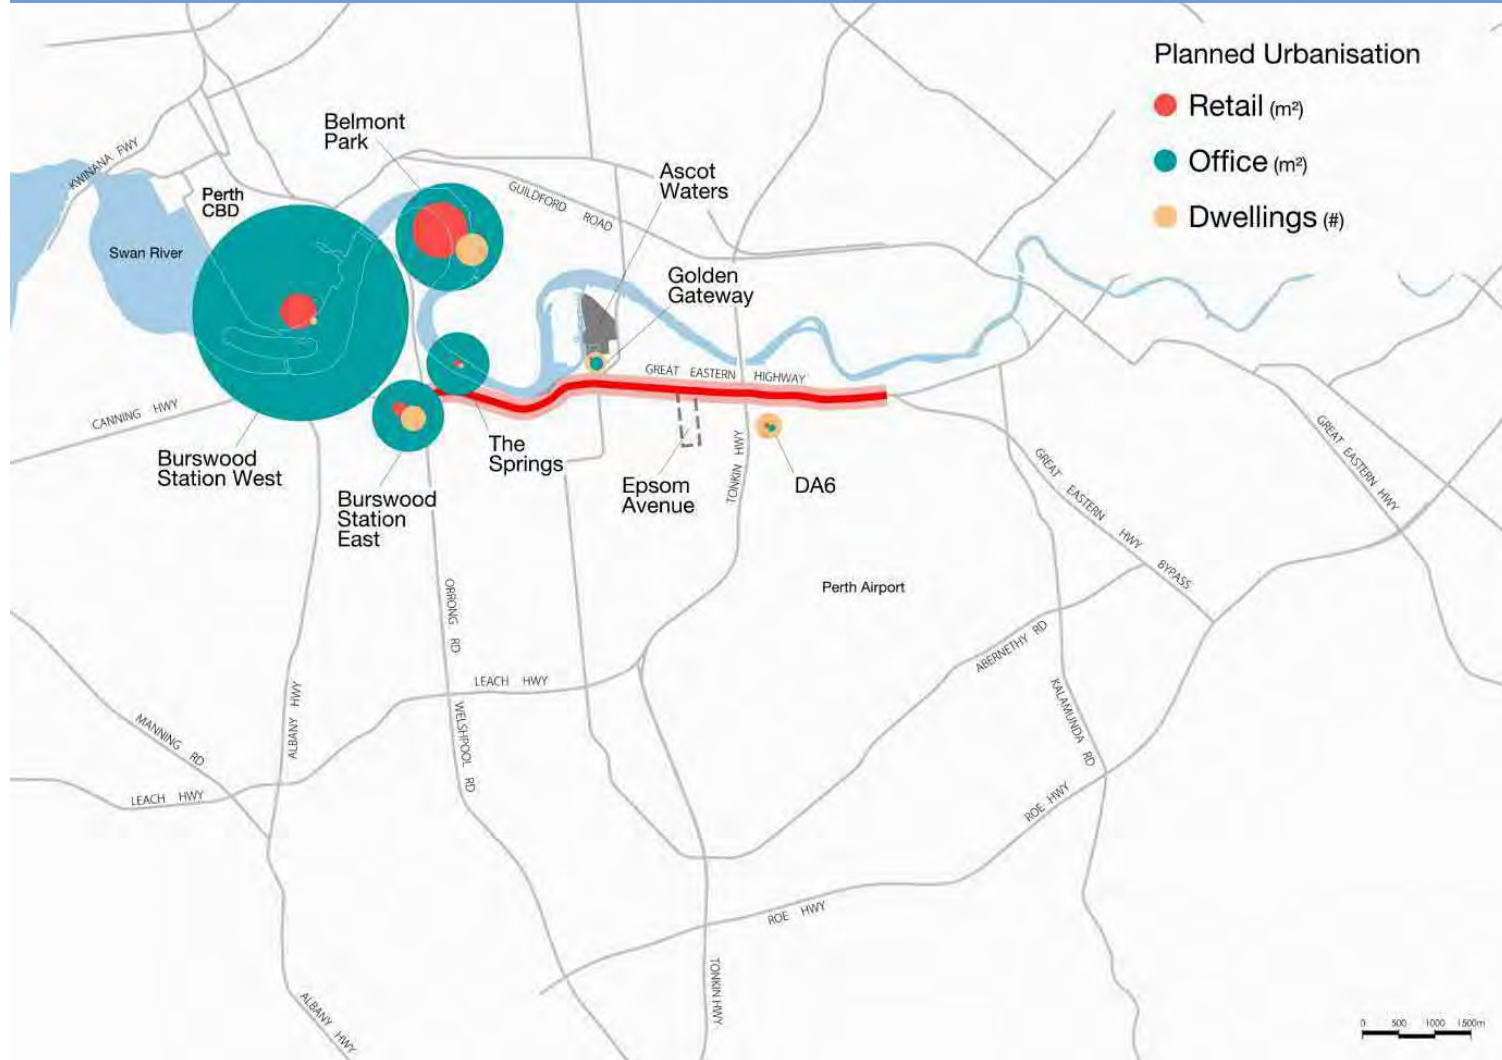 Planned Urbanisation
Retail (m²)
Office (m²)
Dwellings (#)
Belmont
Park
KWINANA FWY
Perth
CBD
Swan River
GUILDFORD ROAD
Ascot
Waters
Golden
Gateway
GREAT EASTERN HIGHWAY
CANNING HWY
Burswood
Station West
Burswood
Station
East
The
Springs
Epsom
Avenue
TONKIN HWY
DA6
GREAT EASTERN HWY BYPASS
GREAT EASTERN HWY
Perth Airport
ORRONG RD
ABERNETHY RD
LEACH HWY
KALAMUNDA RD
ALBANY HWY
WELSHPOOL RD
MANNING RD
LEACH HWY
ROE HWY
ROE HWY
TONKIN HWY
ALBANY HWY
0 500 1000 1500m